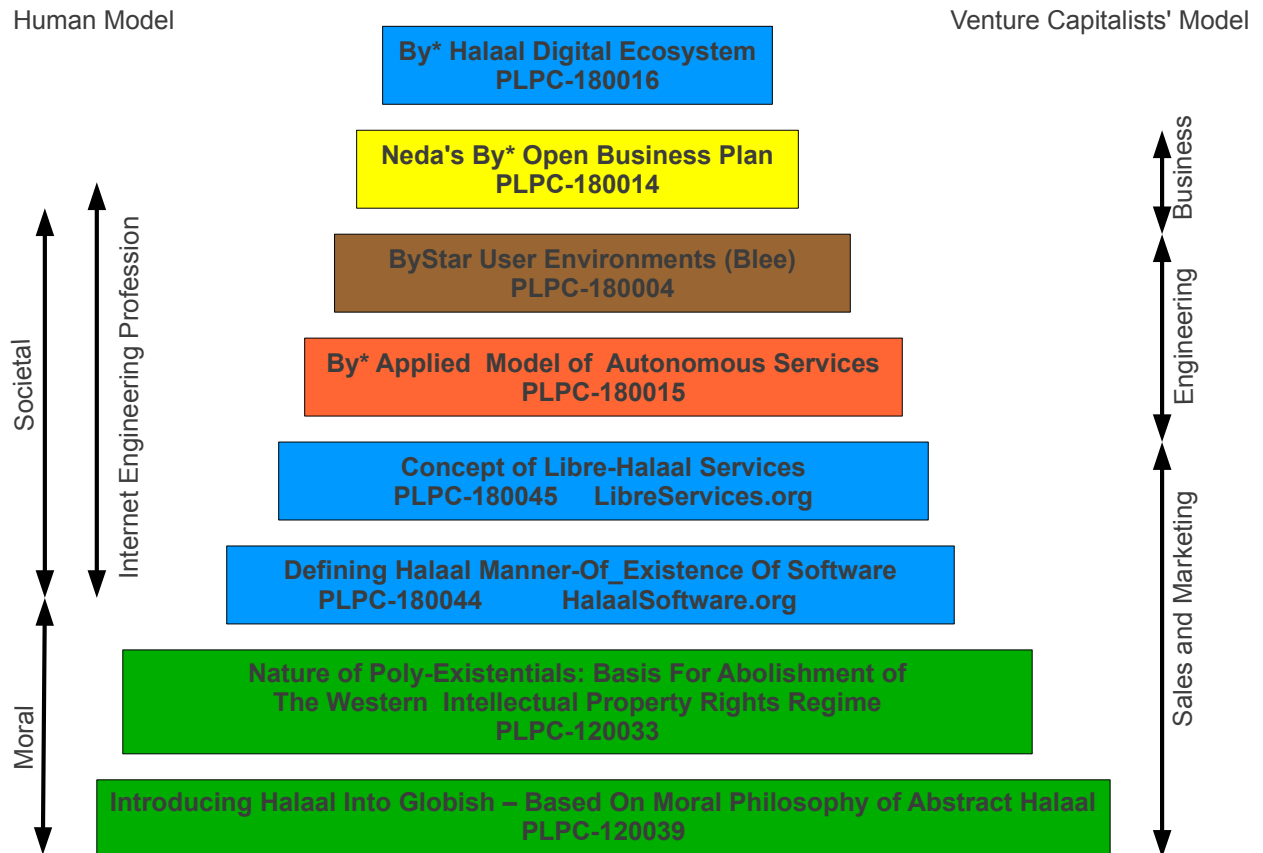 Human Model
Venture Capitalists' Model
By* Halaal Digital Ecosystem
PLPC-180016
Neda's By* Open Business Plan
PLPC-180014
ByStar User Environments (Blee)
PLPC-180004
By* Applied Model of Autonomous Services
PLPC-180015
Concept of Libre-Halaal Services
PLPC-180045 LibreServices.org
Defining Halaal Manner-Of_Existence Of Software
PLPC-180044 HalaalSoftware.org
Nature of Poly-Existentials: Basis For Abolishment of
The Western Intellectual Property Rights Regime
PLPC-120033
Introducing Halaal Into Globish – Based On Moral Philosophy of Abstract Halaal
PLPC-120039
Societal
Moral
Internet Engineering Profession
Business
Engineering
Sales and Marketing